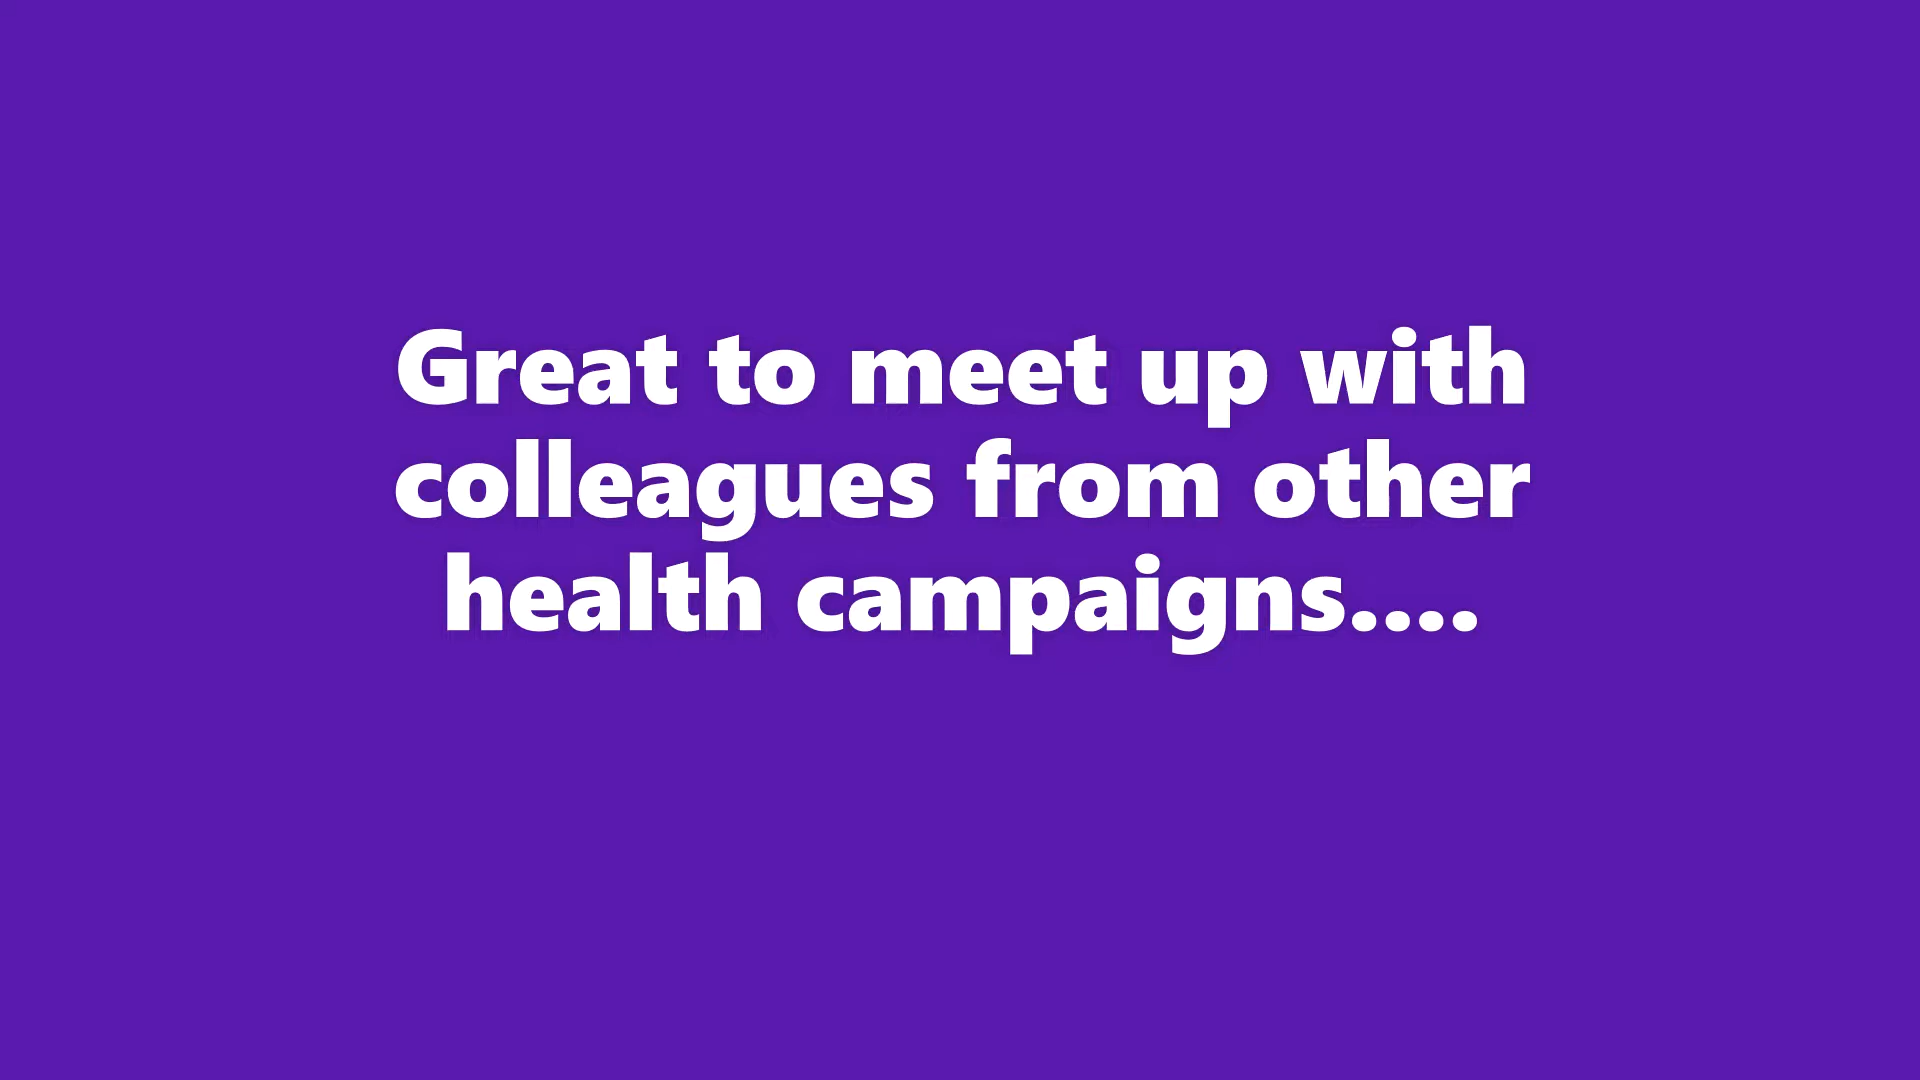 Great to meet up with
colleagues from other
health campaigns....